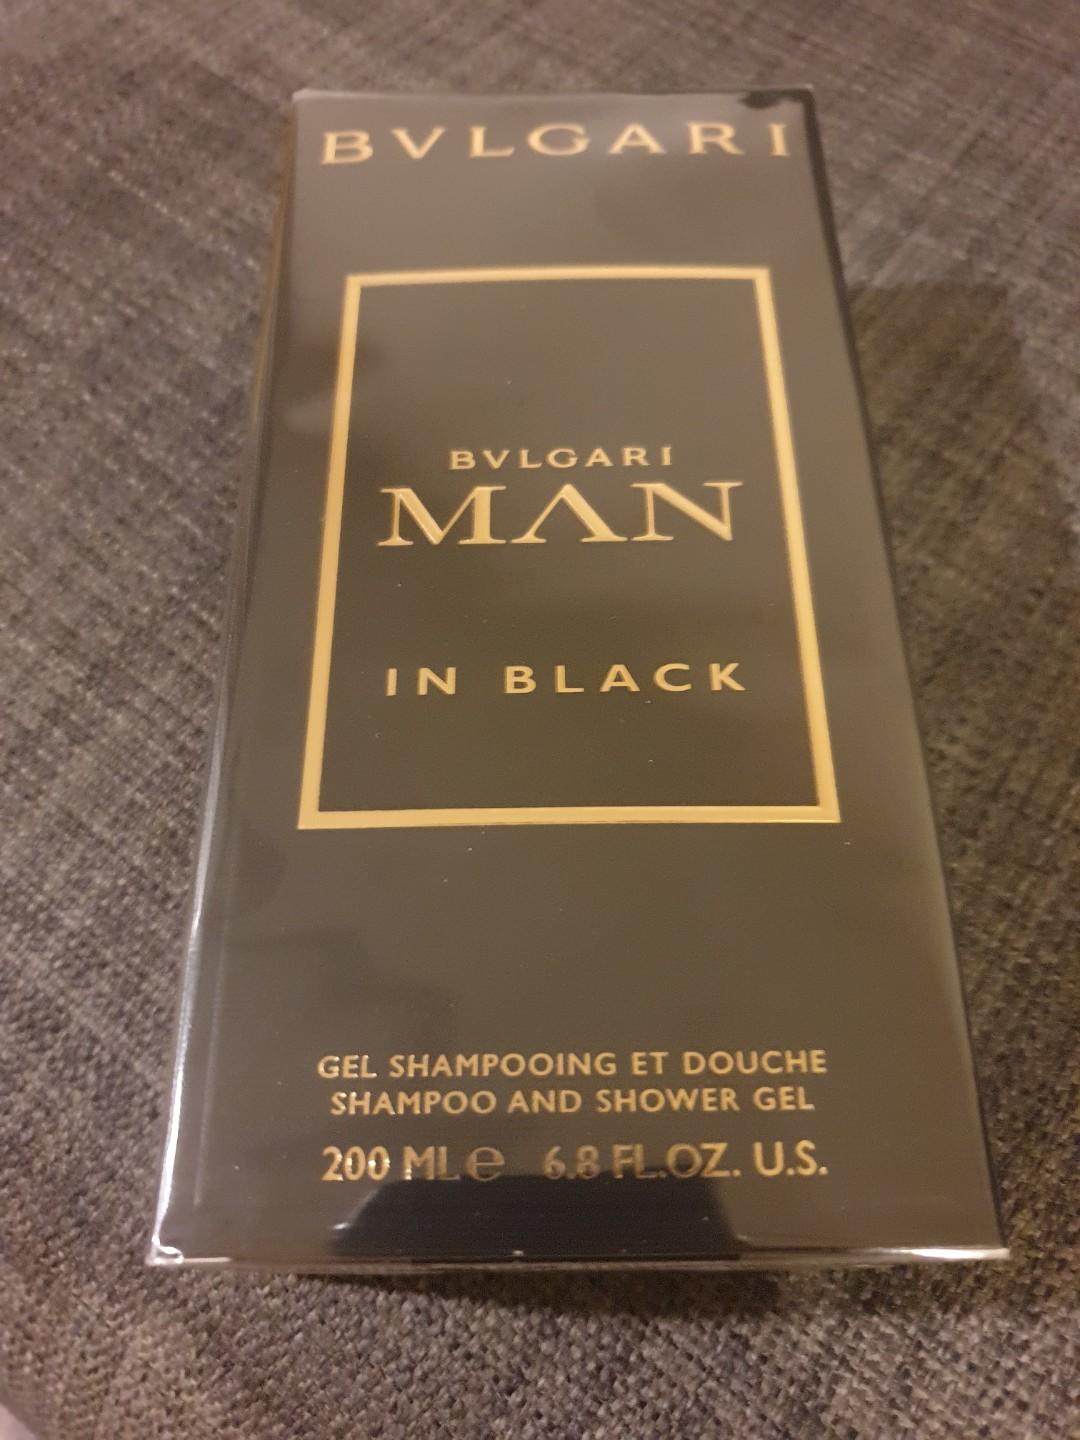 BVLGARI
BVLGARI
MAN
IN BLACK
GEL SHAMPOOING ET DOUCHE
SHAMPOO AND SHOWER GEL
200 ML e 6.8 FL.OZ. U.S.